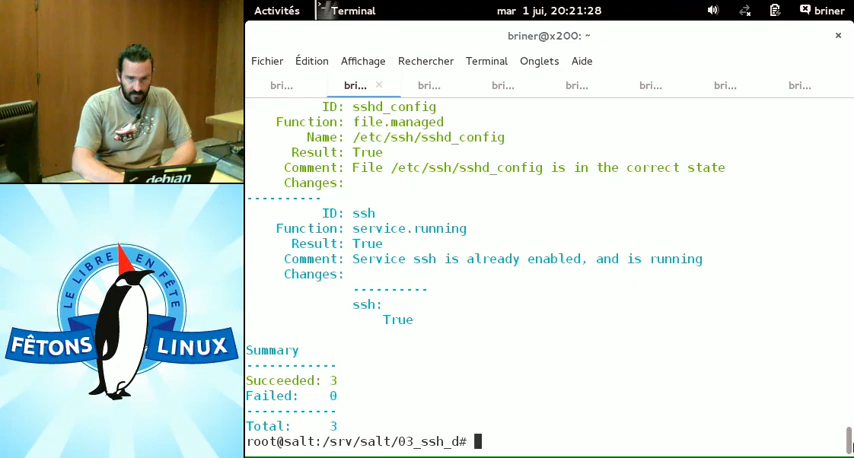 Activités
Terminal
mar 1 jui, 20:21:28
briner
briner@x200: ~
Fichier Édition Affichage Rechercher Terminal Onglets Aide
bri... bri... bri... bri... bri... bri... bri... bri...
ID: sshd_config
Function: file.managed
Name: /etc/ssh/sshd_config
Result: True
Comment: File /etc/ssh/sshd_config is in the correct state
Changes:
----------
ID: ssh
Function: service.running
Result: True
Comment: Service ssh is already enabled, and is running
Changes:
----------
ssh:
True
Summary
------------
Succeeded: 3
Failed: 0
------------
Total: 3
root@salt:/srv/salt/03_ssh_d#
debian
LE LIBRE EN FÊTE
FÊTONS LINUX